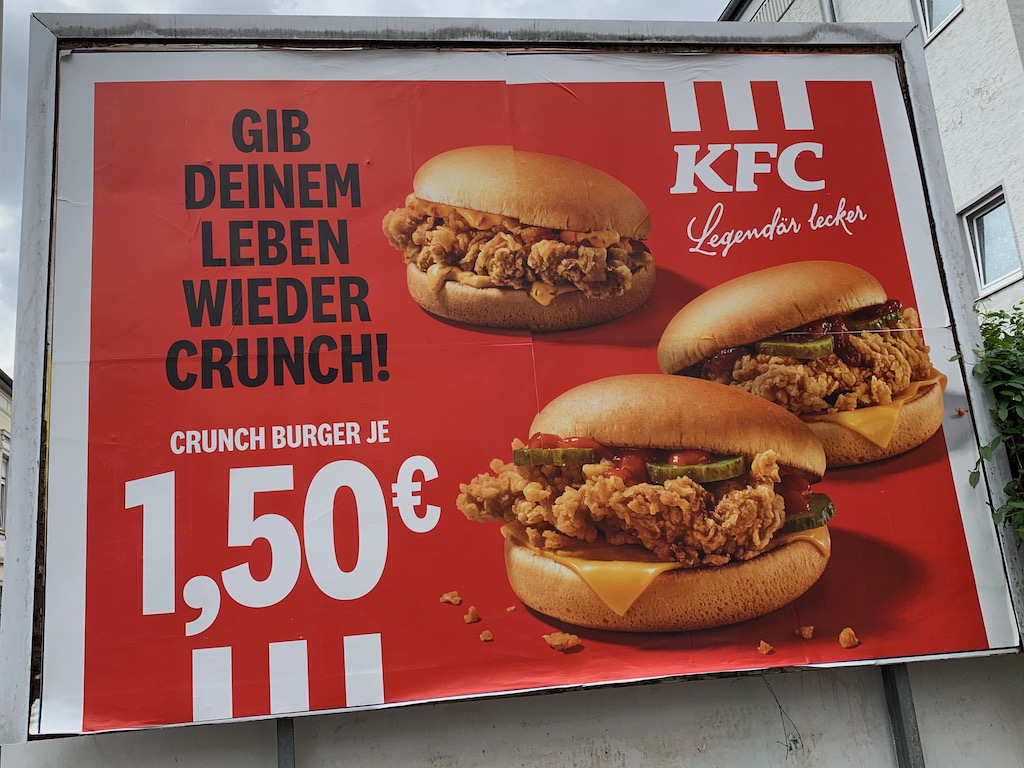 GIB
DEINEM
LEBEN
WIEDER
CRUNCH!
CRUNCH BURGER JE
1,50€
KFC
Legendär lecker